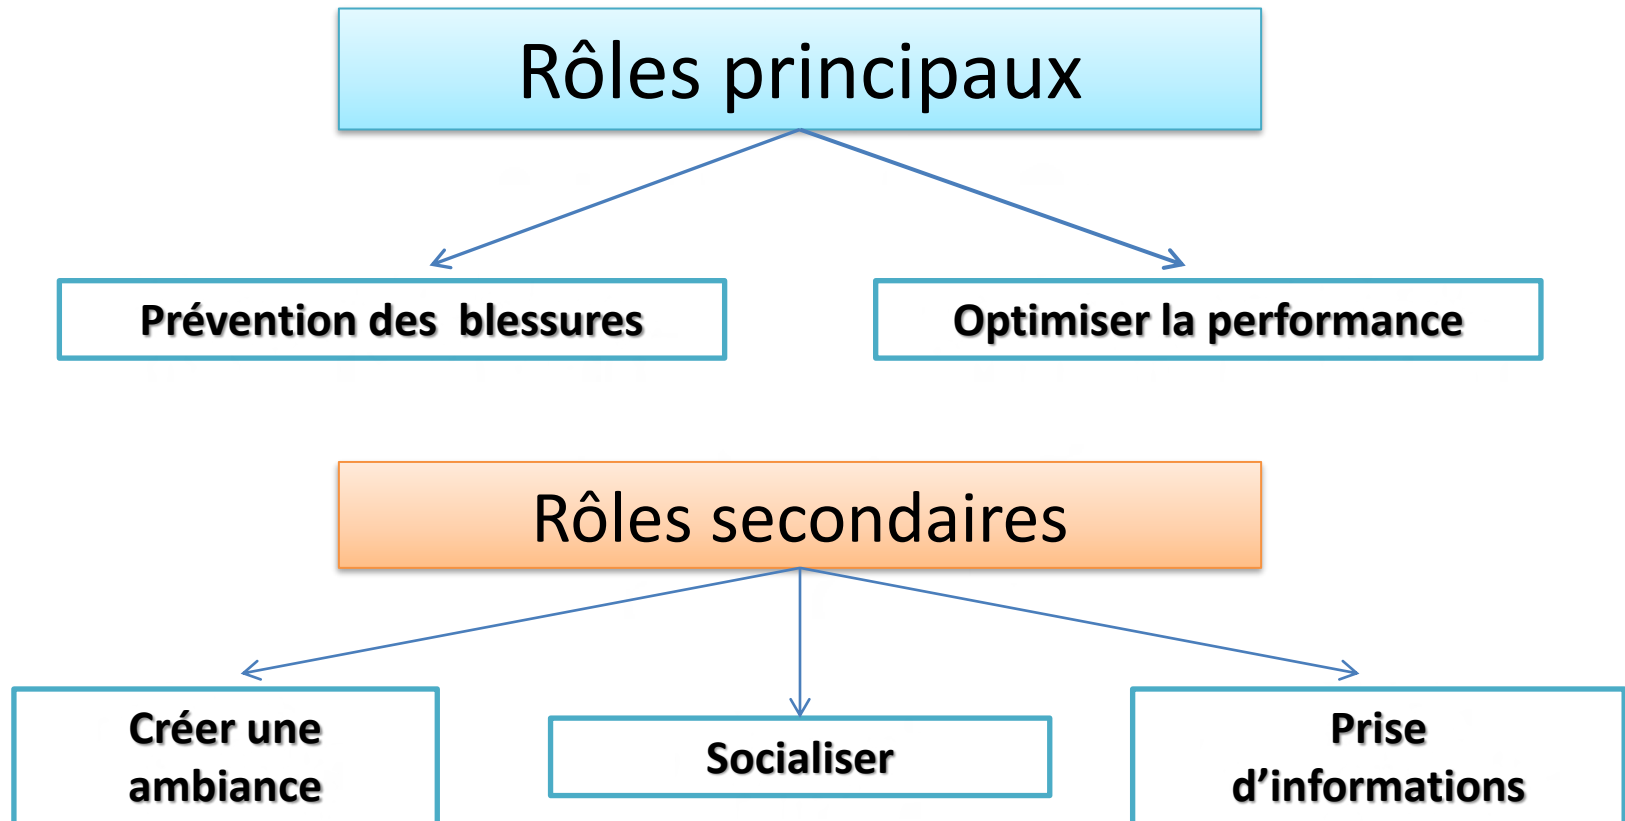 Rôles principaux
Prévention des  blessures
Optimiser la performance
Rôles secondaires
Créer une
ambiance
Socialiser
Prise
d’informations